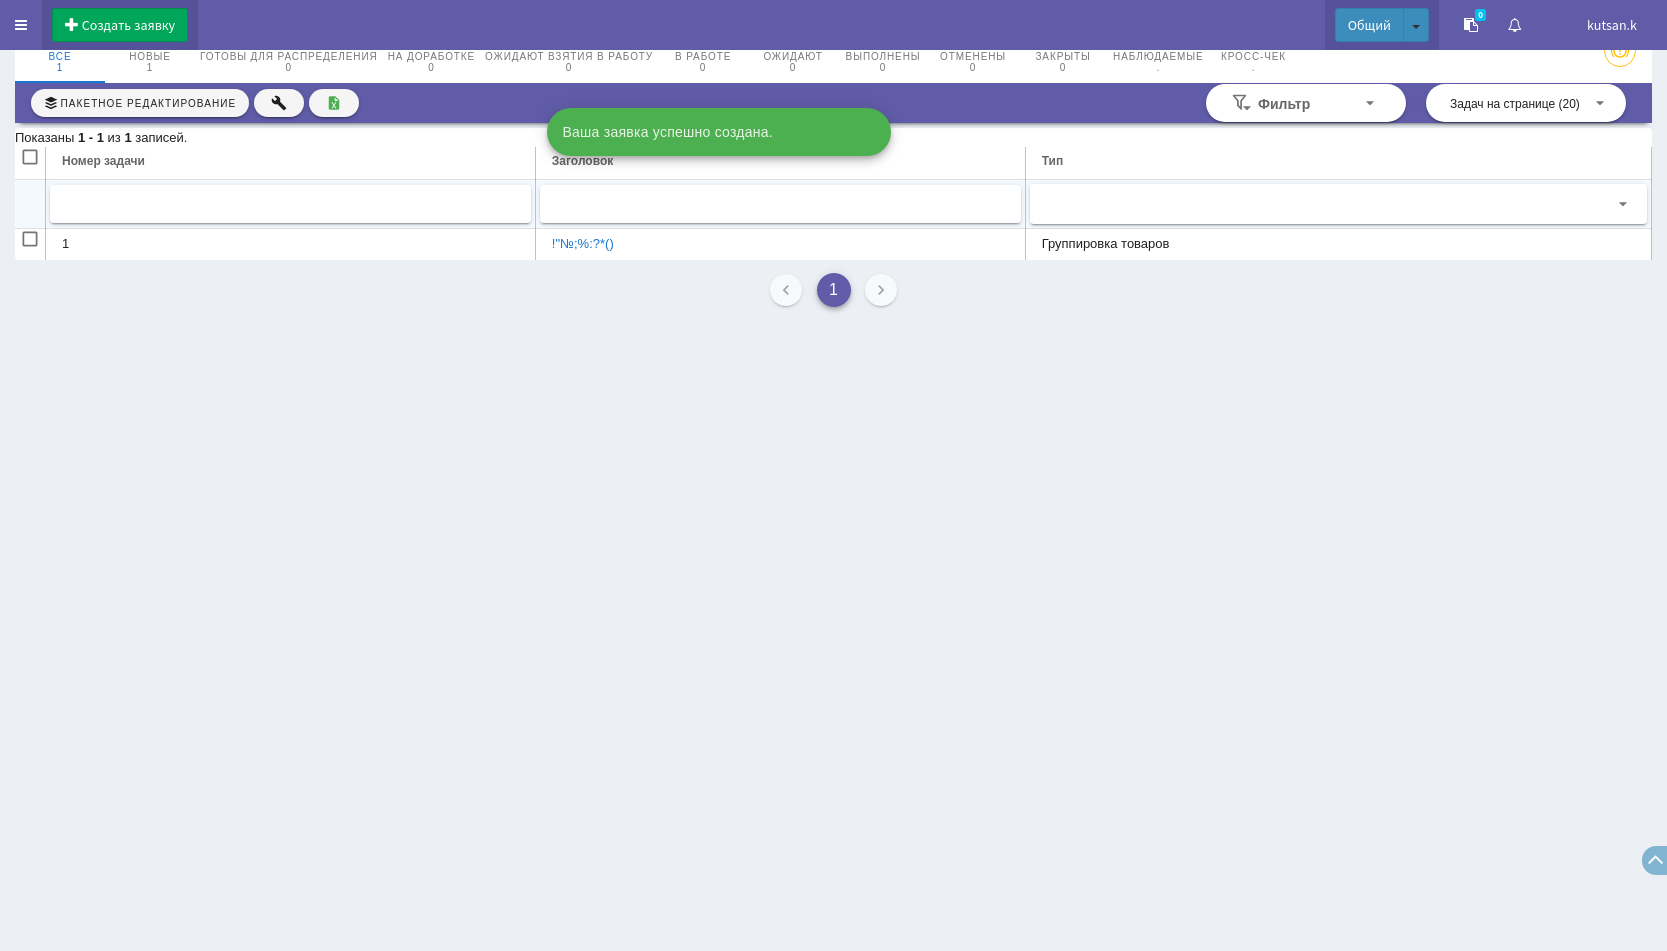 Создать заявку
Общий
0
kutsan.k
ВСЕ НОВЫЕ ГОТОВЫ ДЛЯ РАСПРЕДЕЛЕНИЯ НА ДОРАБОТКЕ ОЖИДАЮТ ВЗЯТИЯ В РАБОТУ В РАБОТЕ ОЖИДАЮТ ВЫПОЛНЕНЫ ОТМЕНЕНЫ ЗАКРЫТЫ НАБЛЮДАЕМЫЕ КРОСС-ЧЕК
1 1 0 0 0 0 0 0 0 0 . .
ПАКЕТНОЕ РЕДАКТИРОВАНИЕ
Фильтр
Задач на странице (20)
Ваша заявка успешно создана.
Показаны 1 - 1 из 1 записей.
Номер задачи Заголовок Тип
1 !"№;%:?*() Группировка товаров
1